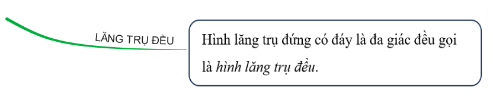 LĂNG TRỤ ĐỀU
Hình lăng trụ đứng có đáy là đa giác đều gọi
là hình lăng trụ đều.